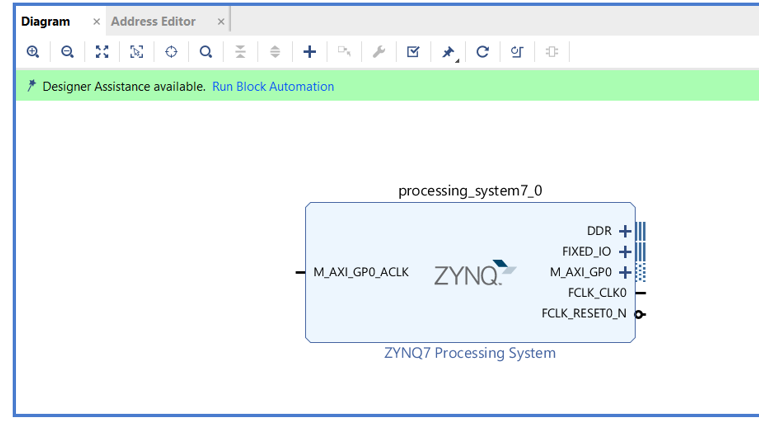 Diagram × Address Editor ×
Designer Assistance available. Run Block Automation
processing_system7_0
DDR
FIXED_IO
M_AXI_GP0_ACLK ZYNQ. M_AXI_GP0
FCLK_CLK0
FCLK_RESET0_N
ZYNQ7 Processing System